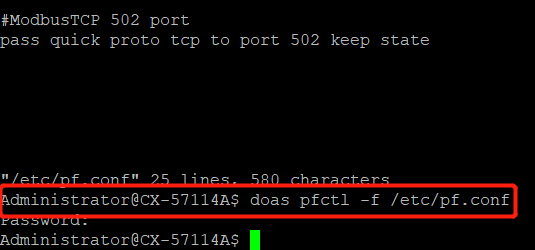 #ModbusTCP 502 port
pass quick proto tcp to port 502 keep state
"/etc/pf.conf" 25 lines, 580 characters
Administrator@CX-57114A$ doas pfctl -f /etc/pf.conf
Password:
Administrator@CX-57114A$